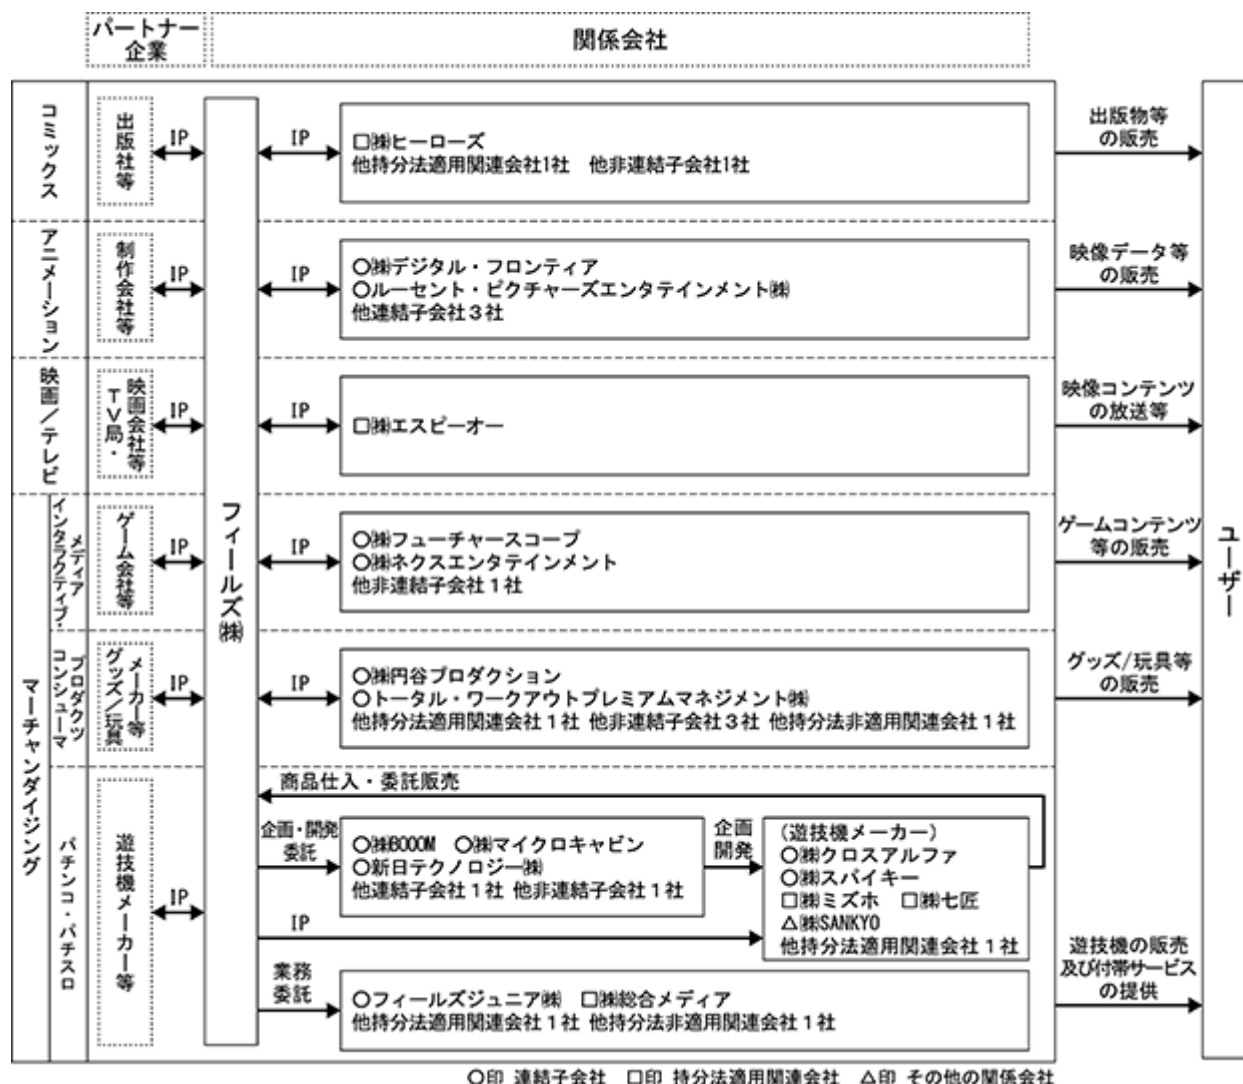 パートナー
企業
関係会社
コミックス
出版社等
IP
IP
□㈱ヒーローズ
他持分法適用関連会社1社　他非連結子会社1社
出版物等
の販売
アニメーション
制作会社等
IP
IP
○㈱デジタル・フロンティア
○ルーセント・ピクチャーズエンタテインメント㈱
他連結子会社３社
映像データ等
の販売
映画／テレビ
映画会社等
TV局・
IP
IP
□㈱エスピーオー
映像コンテンツ
の放送等
フィールズ㈱
ユーザー
マーチャンダイジング
メディア
インタラクティブ・
ゲーム会社等
IP
IP
○㈱フューチャースコープ
○㈱ネクスエンタテインメント
他非連結子会社１社
ゲームコンテンツ
等の販売
プロダクツ
コンシューマ
メーカー等
グッズ／玩具
IP
IP
○㈱円谷プロダクション
○トータル・ワークアウトプレミアムマネジメント㈱
他持分法適用関連会社１社 他非連結子会社３社 他持分法非適用関連会社１社
グッズ/玩具等
の販売
パチンコ・パチスロ
遊技機メーカー等
IP
商品仕入・委託販売
企画・開発
委託
○㈱BOOOM　○㈱マイクロキャビン
○新日テクノロジー㈱
他連結子会社１社 他非連結子会社１社
企画
開発
（遊技機メーカー）
○㈱クロスアルファ
○㈱スパイキー
□㈱ミズホ　□㈱七匠
△㈱SANKYO
他持分法適用関連会社１社
IP
業務
委託
○フィールズジュニア㈱　□㈱総合メディア
他持分法適用関連会社１社 他持分法非適用関連会社１社
遊技機の販売
及び付帯サービス
の提供
○印 連結子会社　□印 持分法適用関連会社　△印 その他の関係会社